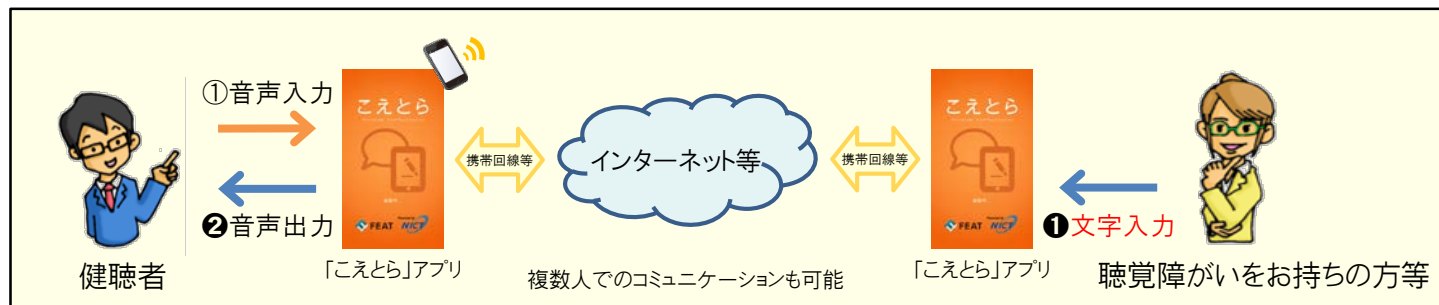 ①音声入力
こえとら
携帯回線等
インターネット等
携帯回線等
こえとら
❷音声出力
FEAT NICT
❶文字入力
FEAT NICT
健聴者
「こえとら」アプリ
複数人でのコミュニケーションも可能
「こえとら」アプリ
聴覚障がいをお持ちの方等